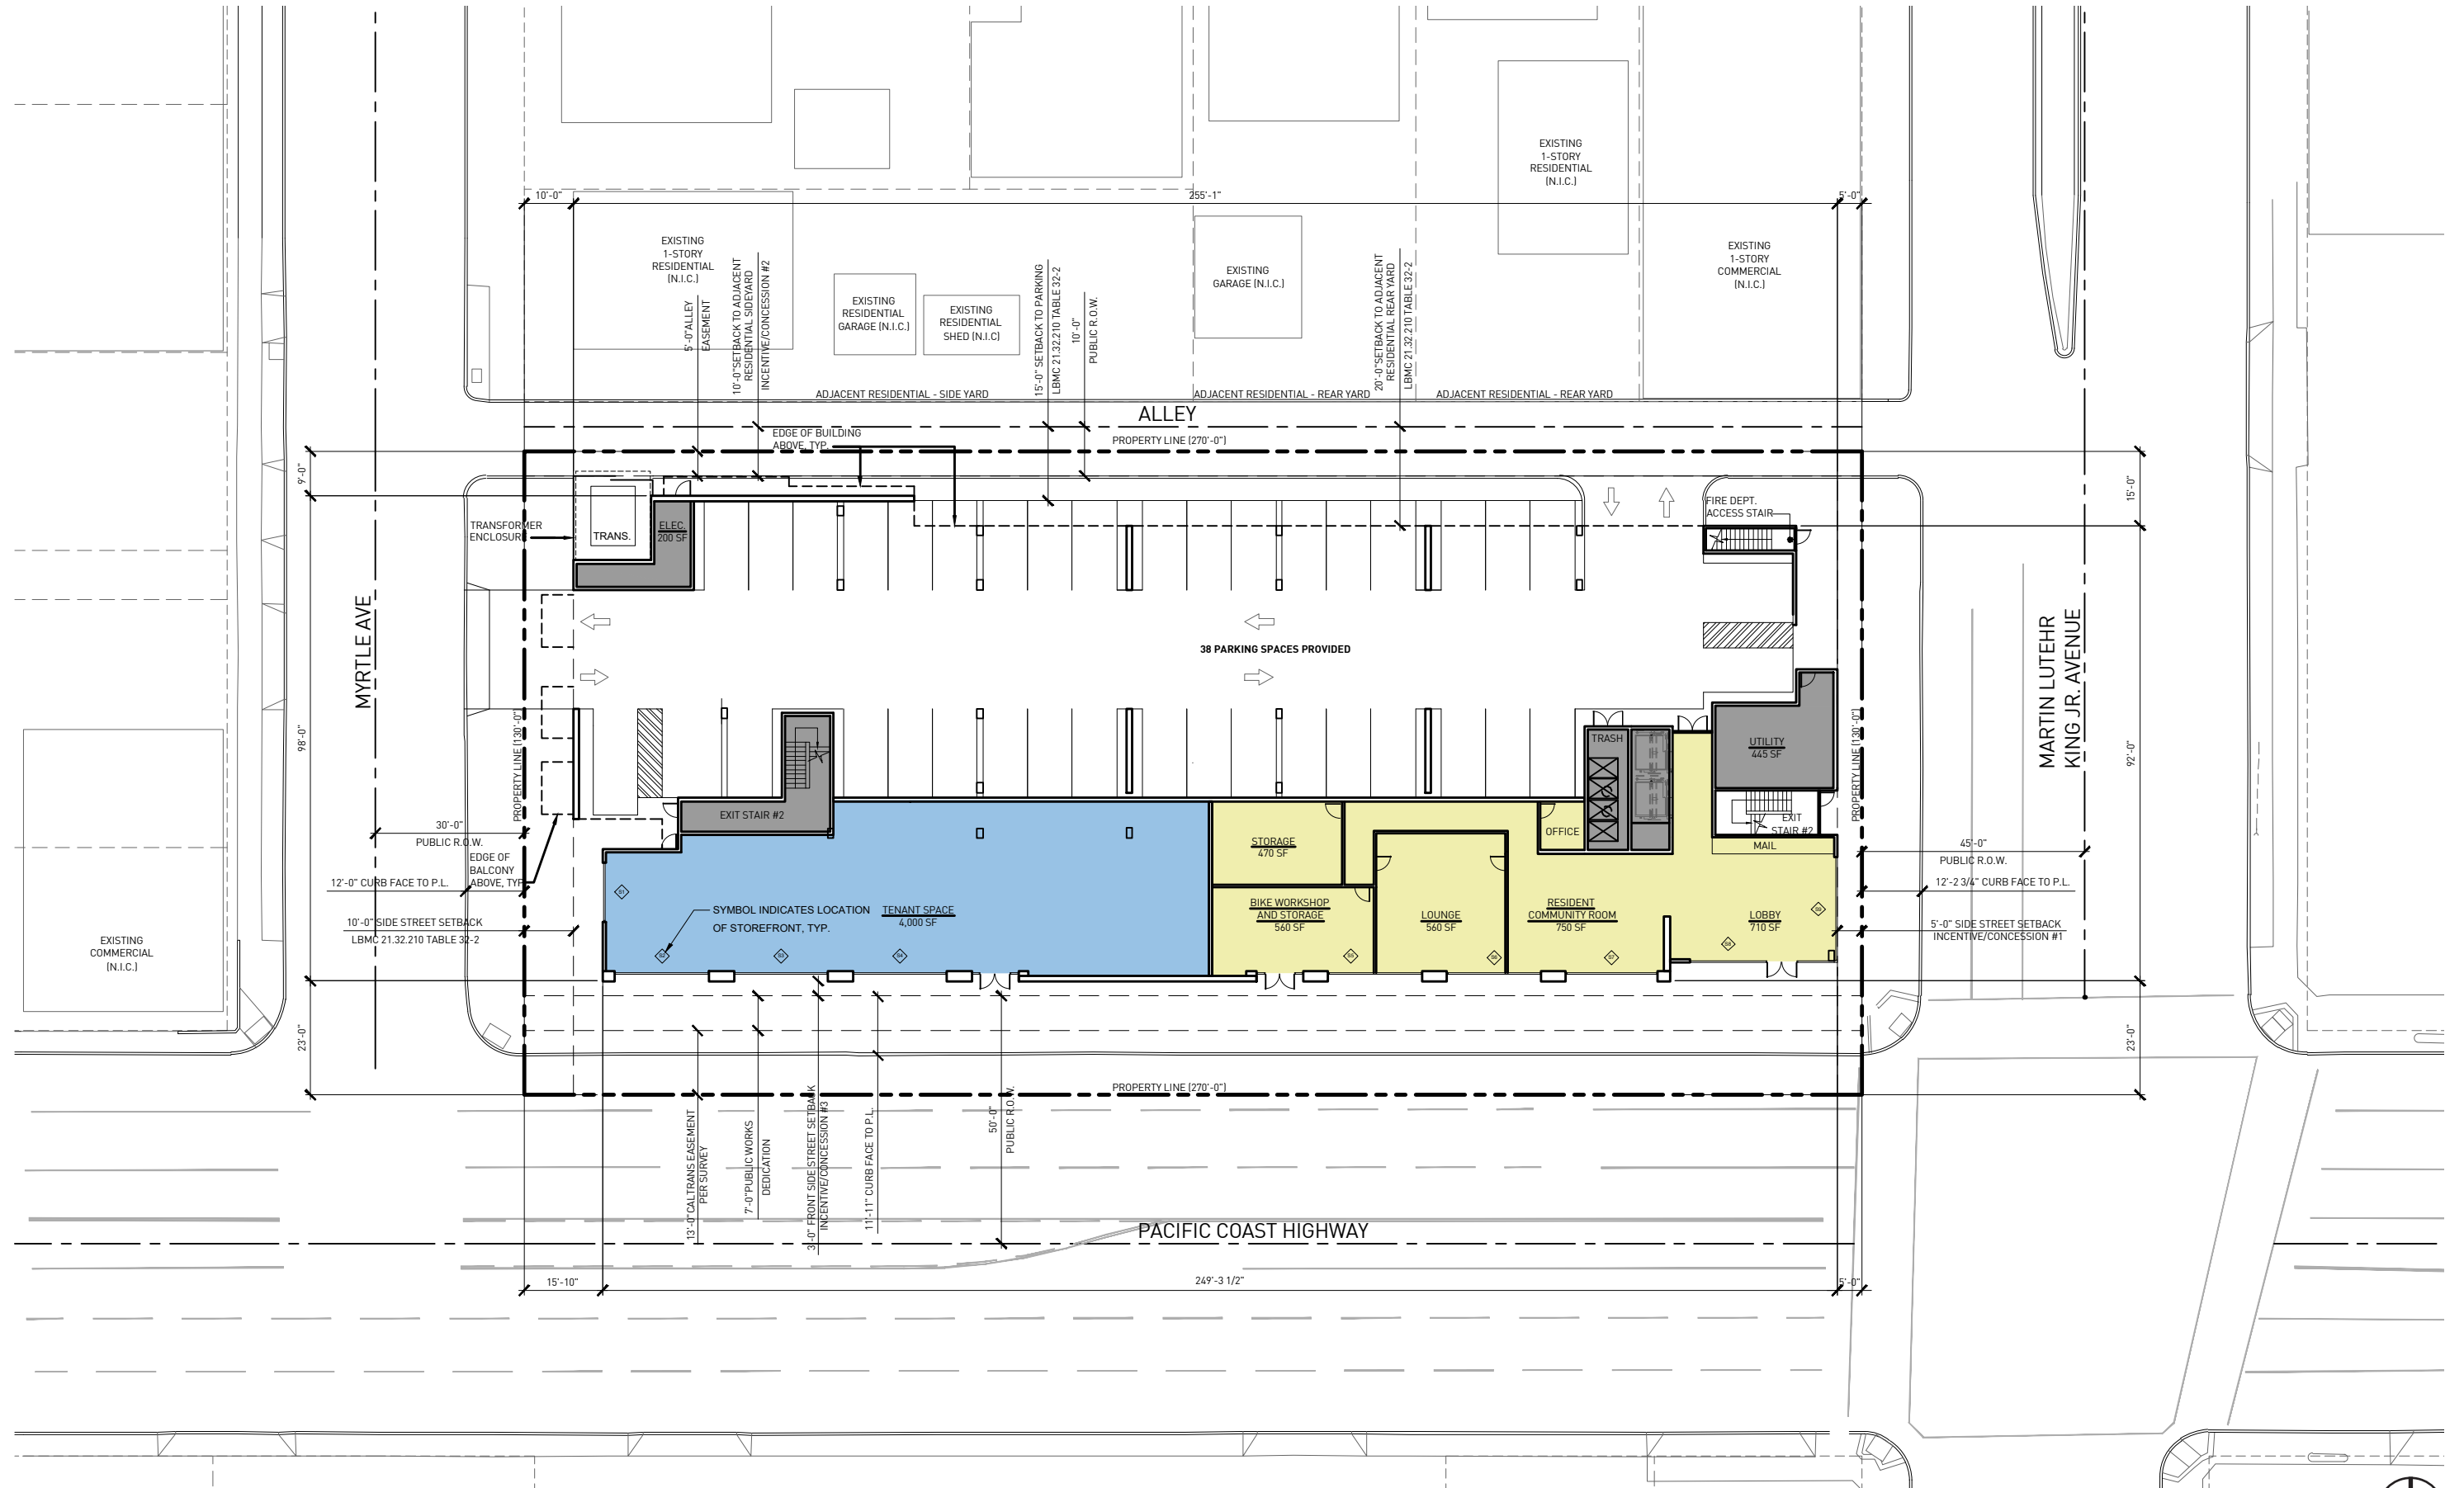 EXISTING
1-STORY
RESIDENTIAL
(N.I.C.)
10'-0"
255'-1"
5'-0"
EXISTING
1-STORY
RESIDENTIAL
(N.I.C.)
EXISTING
RESIDENTIAL
GARAGE (N.I.C.)
EXISTING
RESIDENTIAL
SHED (N.I.C)
EXISTING
GARAGE (N.I.C.)
EXISTING
1-STORY
COMMERCIAL
(N.I.C.)
5'-0"ALLEY
EASEMENT
10'-0"SETBACK TO ADJACENT
RESIDENTIAL SIDEYARD
INCENTIVE/CONCESSION #2
15'-0" SETBACK TO PARKING
LBMC 21.32.210 TABLE 32-2
10'-0"
PUBLIC R.O.W.
20'-0"SETBACK TO ADJACENT
RESIDENTIAL REAR YARD
LBMC 21.32.210 TABLE 32-2
ADJACENT RESIDENTIAL - SIDE YARD
ADJACENT RESIDENTIAL - REAR YARD
ADJACENT RESIDENTIAL - REAR YARD
ALLEY
EDGE OF BUILDING
ABOVE, TYP.
PROPERTY LINE (270'-0")
9'-0"
15'-0"
TRANSFORMER
ENCLOSURE
TRANS.
ELEC.
200 SF
FIRE DEPT.
ACCESS STAIR
MYRTLE AVE
38 PARKING SPACES PROVIDED
MARTIN LUTEHR
KING JR. AVENUE
98'-0"
92'-0"
PROPERTY LINE (130'-0")
PROPERTY LINE (130'-0")
TRASH
UTILITY
445 SF
EXIT STAIR #2
EXIT
STAIR #2
MAIL
OFFICE
30'-0"
PUBLIC R.O.W.
EDGE OF
BALCONY
ABOVE, TYP.
12'-0" CURB FACE TO P.L.
10'-0" SIDE STREET SETBACK
LBMC 21.32.210 TABLE 32-2
45'-0"
PUBLIC R.O.W.
12'-2 3/4" CURB FACE TO P.L.
5'-0" SIDE STREET SETBACK
INCENTIVE/CONCESSION #1
STORAGE
470 SF
S1
SYMBOL INDICATES LOCATION
OF STOREFRONT, TYP.
TENANT SPACE
4,000 SF
BIKE WORKSHOP
AND STORAGE
560 SF
LOUNGE
560 SF
RESIDENT
COMMUNITY ROOM
750 SF
LOBBY
710 SF
S9
S2
S3
S4
S5
S6
S7
S8
EXISTING
COMMERCIAL
(N.I.C.)
23'-0"
23'-0"
PROPERTY LINE (270'-0")
13'-0"CALTRANS EASEMENT
PER SURVEY
7'-0"PUBLIC WORKS
DEDICATION
3'-0" FRONT SIDE STREET SETBACK
INCENTIVE/CONCESSION #3
11'-11" CURB FACE TO P.L.
50'-0"
PUBLIC R.O.W.
PACIFIC COAST HIGHWAY
15'-10"
249'-3 1/2"
5'-0"